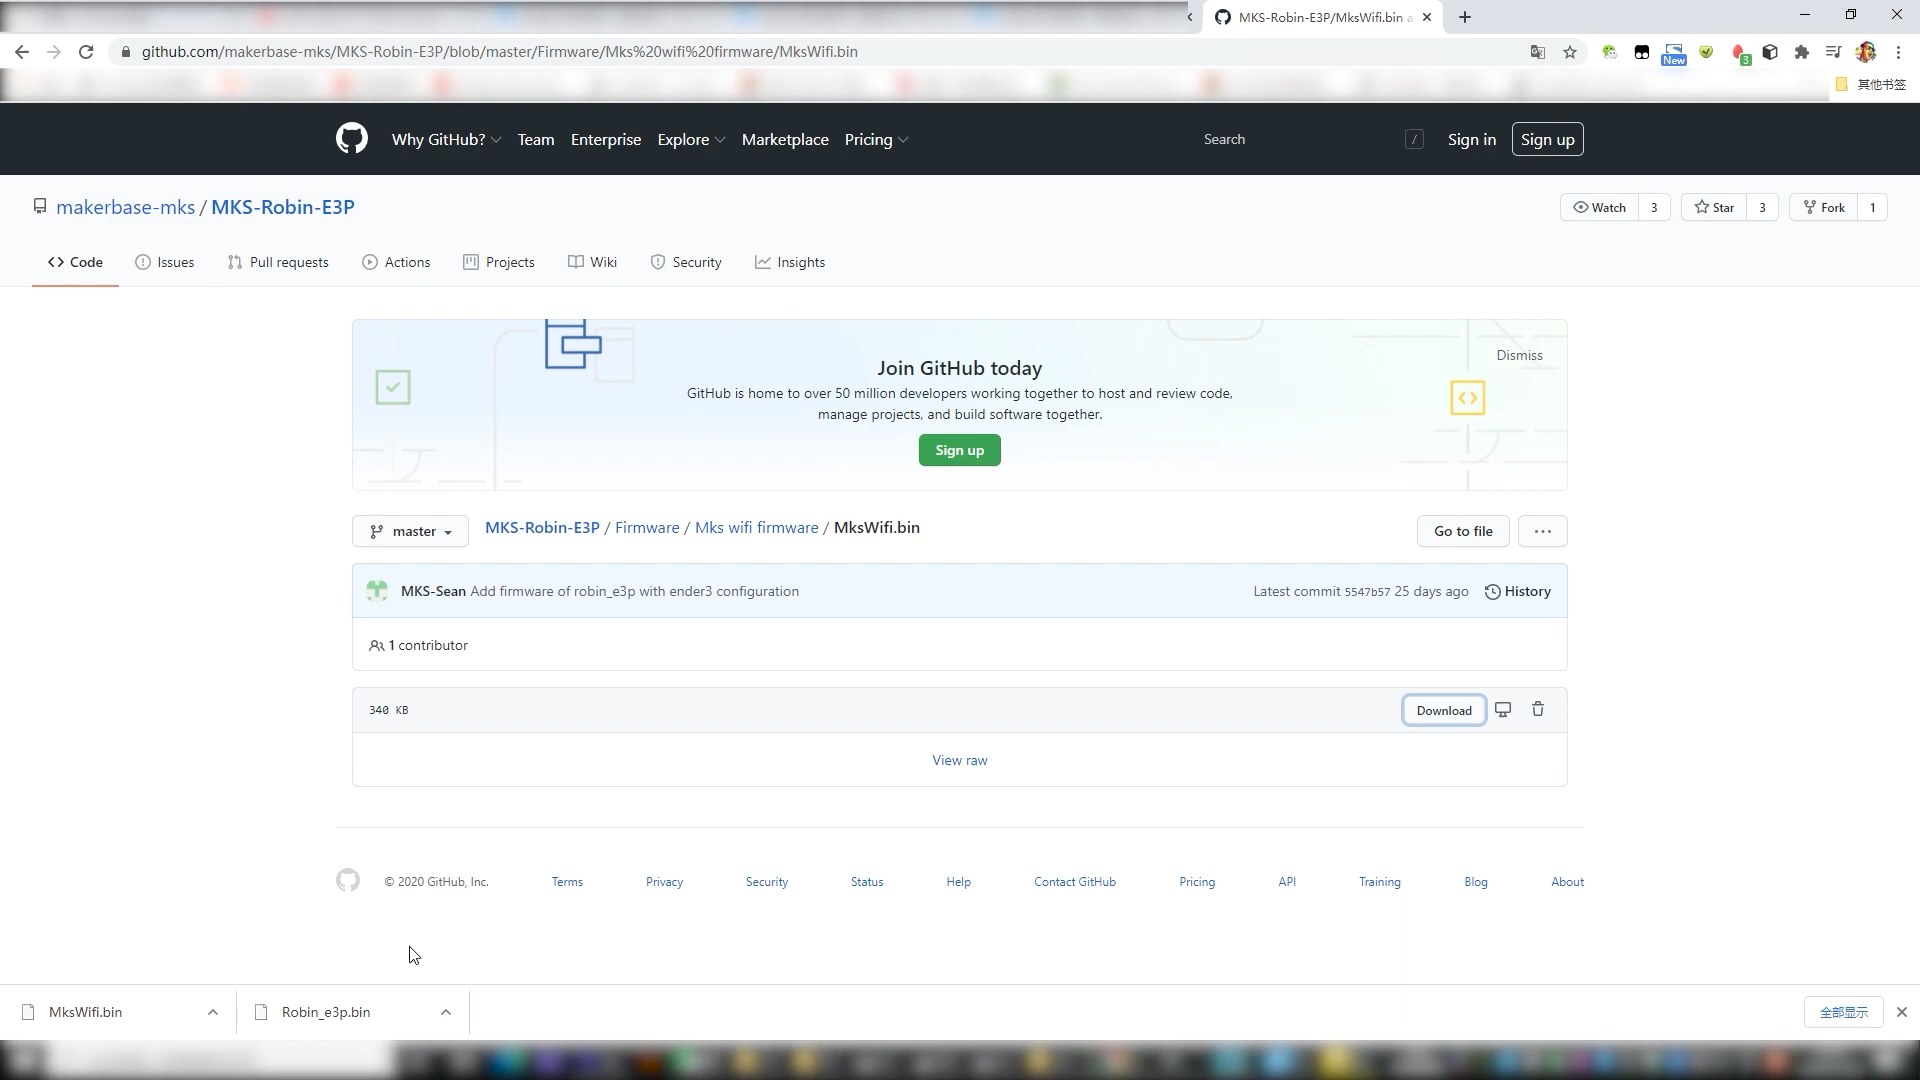 MKS-Robin-E3P/MksWifi.bin a
github.com/makerbase-mks/MKS-Robin-E3P/blob/master/Firmware/Mks%20wifi%20firmware/MksWifi.bin
New
3
其他书签
Why GitHub? Team Enterprise Explore Marketplace Pricing Search / Sign in Sign up
makerbase-mks / MKS-Robin-E3P
Watch 3 Star 3 Fork 1
Code Issues Pull requests Actions Projects Wiki Security Insights
Dismiss
Join GitHub today
GitHub is home to over 50 million developers working together to host and review code,
manage projects, and build software together.
Sign up
master MKS-Robin-E3P / Firmware / Mks wifi firmware / MksWifi.bin Go to file ...
MKS-Sean Add firmware of robin_e3p with ender3 configuration Latest commit 5547b57 25 days ago History
1 contributor
340 KB Download
View raw
© 2020 GitHub, Inc. Terms Privacy Security Status Help Contact GitHub Pricing API Training Blog About
MksWifi.bin Robin_e3p.bin 全部显示